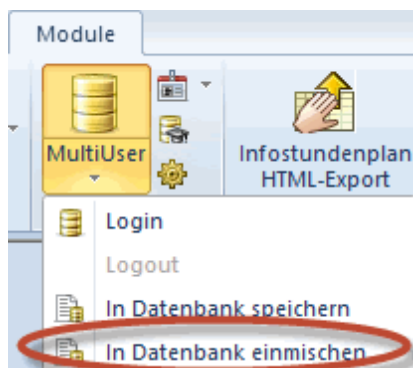 Module
MultiUser
Infostundenplan
HTML-Export
Login
Logout
In Datenbank speichern
In Datenbank einmischen